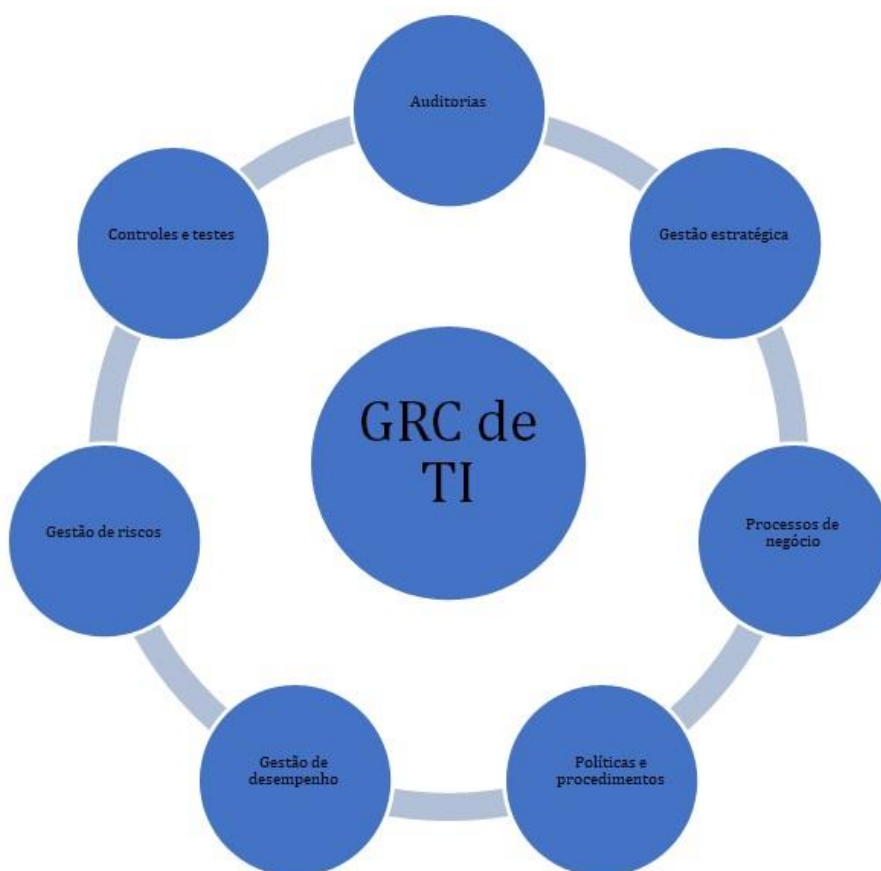 Auditorias
Gestão estratégica
Processos de
negócio
Políticas e
procedimentos
Gestão de
desempenho
Gestão de riscos
Controles e testes
GRC de
TI